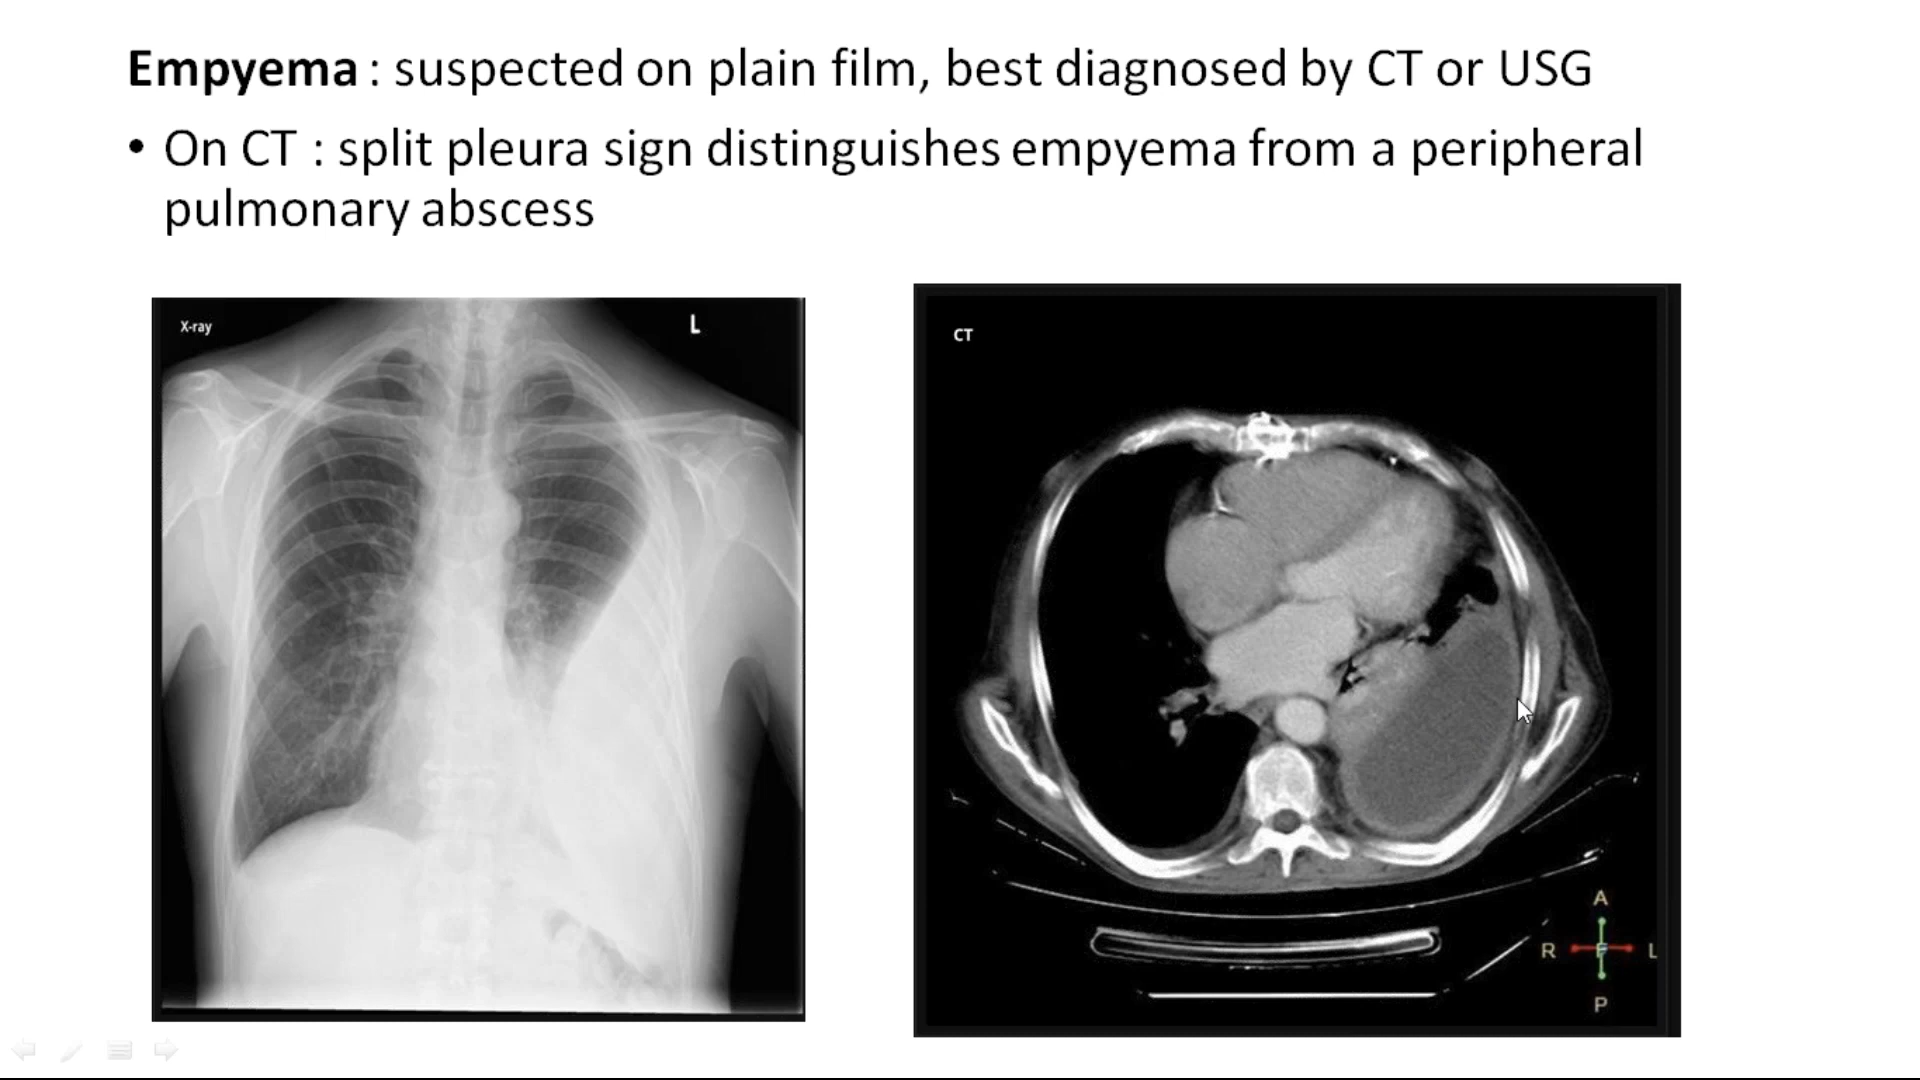 Empyema : suspected on plain film, best diagnosed by CT or USG
• On CT : split pleura sign distinguishes empyema from a peripheral
pulmonary abscess
X-ray
L
CT
A
R F L
P